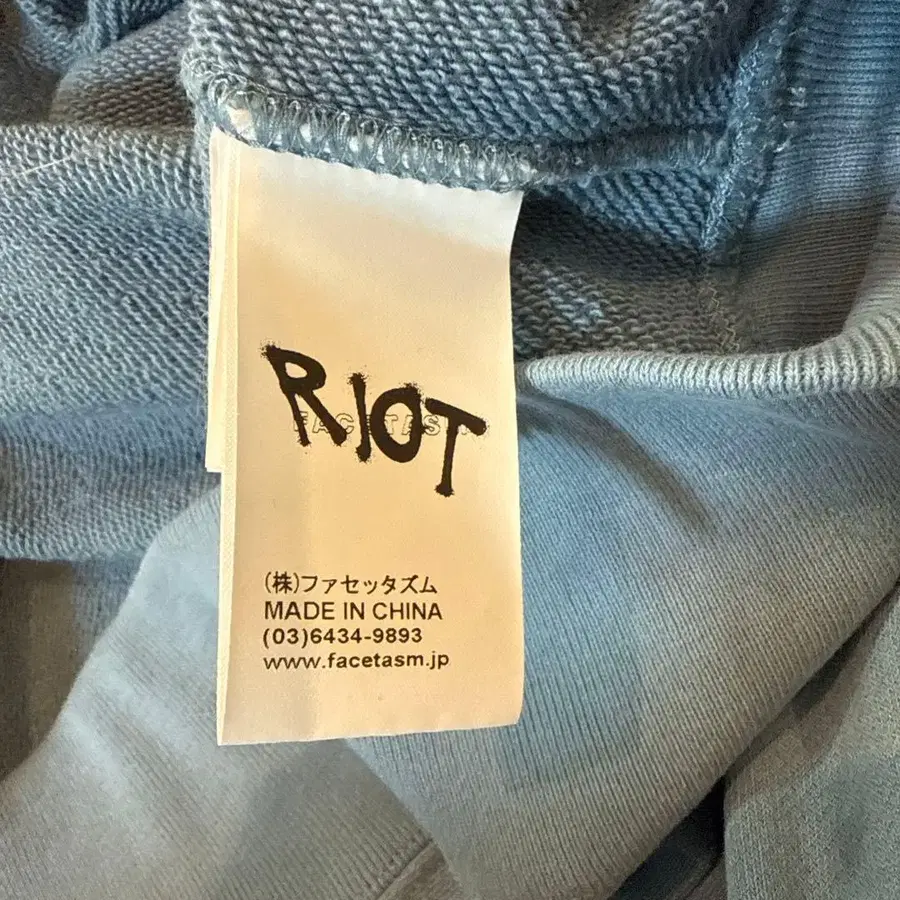 RIOT
FACETASM
(株)ファセッタズム
MADE IN CHINA
(03)6434-9893
www.facetasm.jp